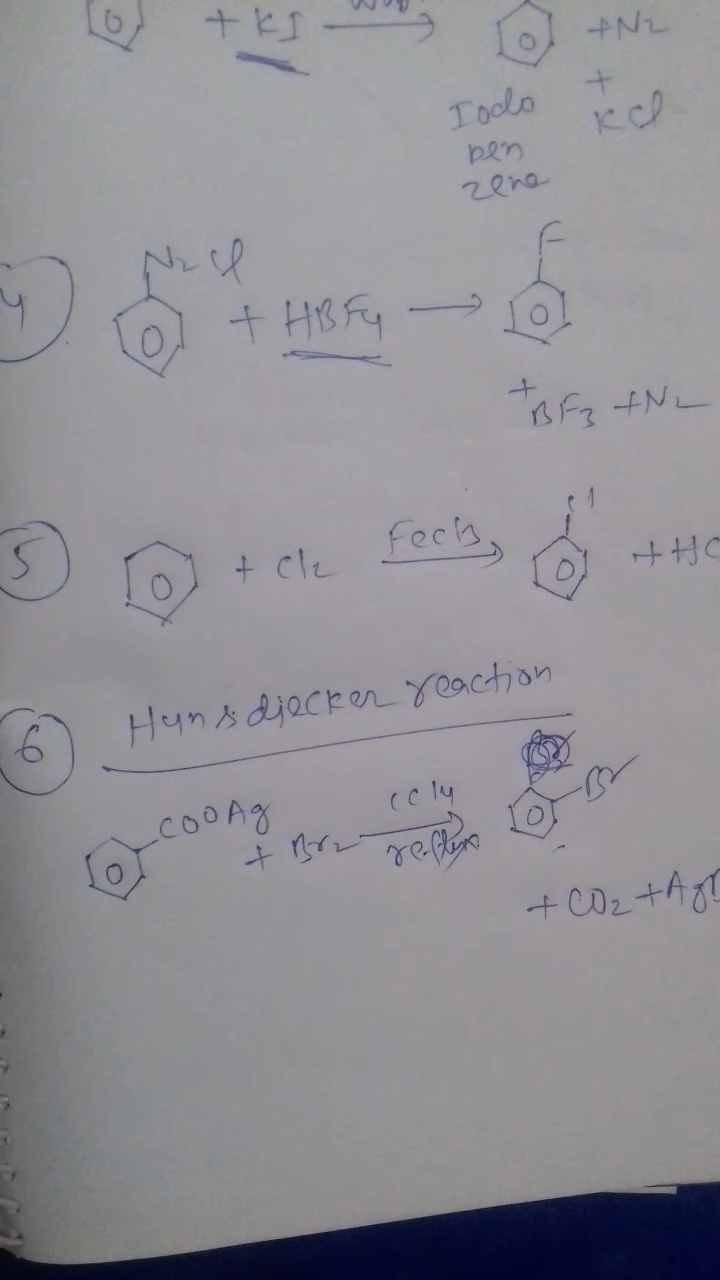 + KI → + N2
Iodo
ben
zene
+
KCl
4
N2Cl
+ HBF4 → F
+ BF3 + N2
5
+ Cl2 FeCl3 → Cl + HC
6
Hunsdiecker reaction
COOAg + Br2 CCl4 → Br
reflux
+ CO2 + AgB